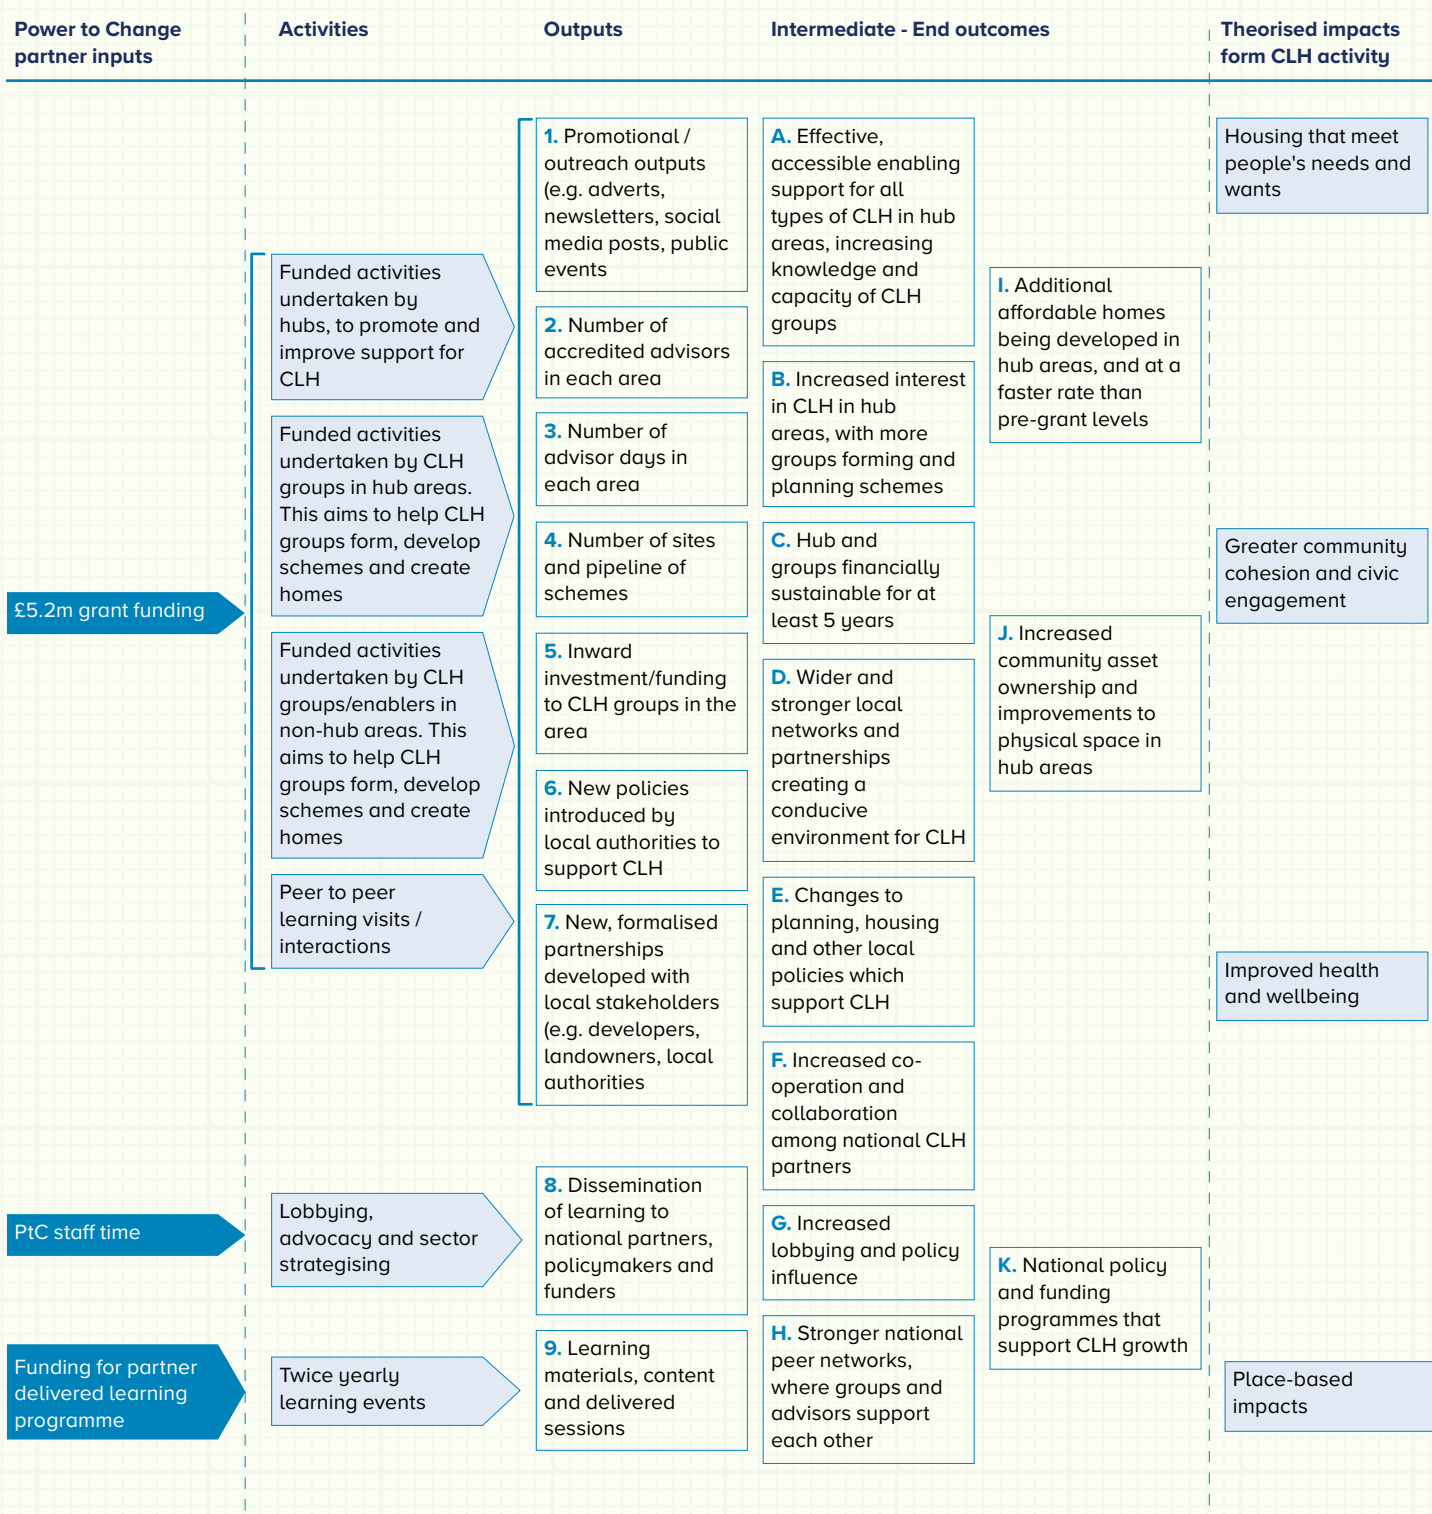 Power to Change
partner inputs
Activities
Outputs
Intermediate - End outcomes
Theorised impacts
form CLH activity
£5.2m grant funding
PtC staff time
Funding for partner
delivered learning
programme
Funded activities
undertaken by
hubs, to promote and
improve support for
CLH
Funded activities
undertaken by CLH
groups in hub areas.
This aims to help CLH
groups form, develop
schemes and create
homes
Funded activities
undertaken by CLH
groups/enablers in
non-hub areas. This
aims to help CLH
groups form, develop
schemes and create
homes
Peer to peer
learning visits /
interactions
Lobbying,
advocacy and sector
strategising
Twice yearly
learning events
1. Promotional /
outreach outputs
(e.g. adverts,
newsletters, social
media posts, public
events
2. Number of
accredited advisors
in each area
3. Number of
advisor days in
each area
4. Number of sites
and pipeline of
schemes
5. Inward
investment/funding
to CLH groups in the
area
6. New policies
introduced by
local authorities to
support CLH
7. New, formalised
partnerships
developed with
local stakeholders
(e.g. developers,
landowners, local
authorities
8. Dissemination
of learning to
national partners,
policymakers and
funders
9. Learning
materials, content
and delivered
sessions
A. Effective,
accessible enabling
support for all
types of CLH in hub
areas, increasing
knowledge and
capacity of CLH
groups
B. Increased interest
in CLH in hub
areas, with more
groups forming and
planning schemes
C. Hub and
groups financially
sustainable for at
least 5 years
D. Wider and
stronger local
networks and
partnerships
creating a
conducive
environment for CLH
E. Changes to
planning, housing
and other local
policies which
support CLH
F. Increased co-
operation and
collaboration
among national CLH
partners
G. Increased
lobbying and policy
influence
H. Stronger national
peer networks,
where groups and
advisors support
each other
I. Additional
affordable homes
being developed in
hub areas, and at a
faster rate than
pre-grant levels
J. Increased
community asset
ownership and
improvements to
physical space in
hub areas
K. National policy
and funding
programmes that
support CLH growth
Housing that meet
people's needs and
wants
Greater community
cohesion and civic
engagement
Improved health
and wellbeing
Place-based
impacts